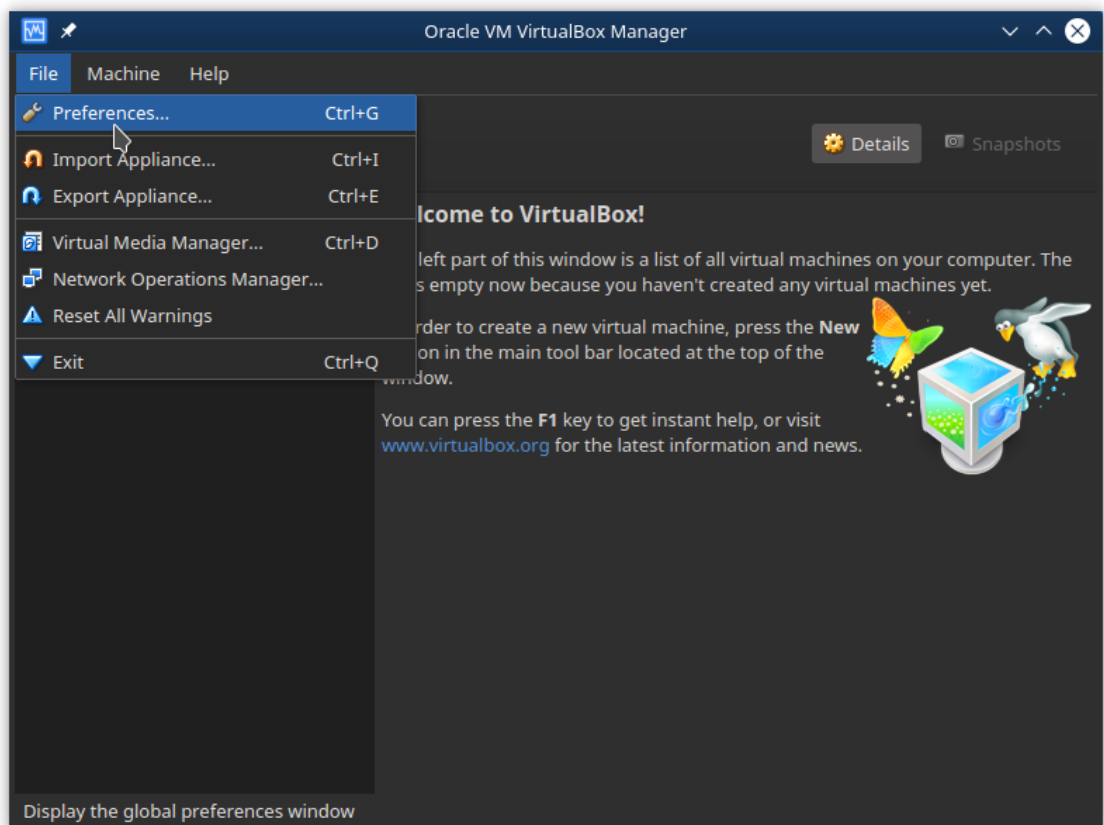 Oracle VM VirtualBox Manager
File Machine Help
Preferences... Ctrl+G
Import Appliance... Ctrl+I
Export Appliance... Ctrl+E
Virtual Media Manager... Ctrl+D
Network Operations Manager...
Reset All Warnings
Exit Ctrl+Q
Details Snapshots
lcome to VirtualBox!
left part of this window is a list of all virtual machines on your computer. The
s empty now because you haven't created any virtual machines yet.
rder to create a new virtual machine, press the New
on in the main tool bar located at the top of the
window.
You can press the F1 key to get instant help, or visit
www.virtualbox.org for the latest information and news.
Display the global preferences window